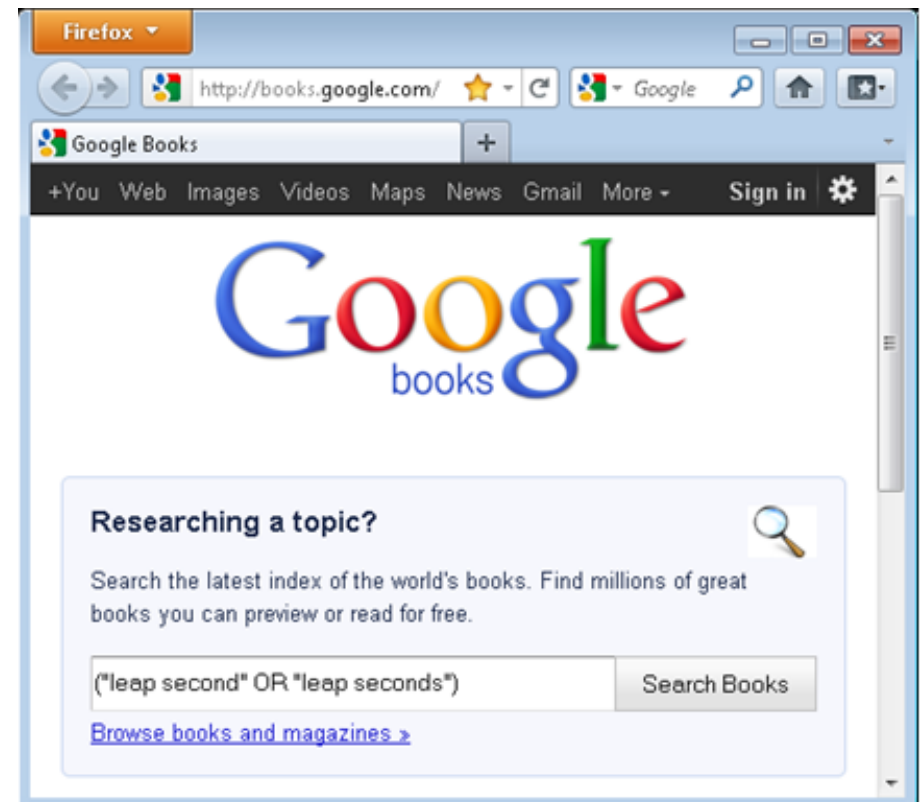 Firefox
http://books.google.com/
Google
Google Books
+You Web Images Videos Maps News Gmail More Sign in
Google
books
Researching a topic?
Search the latest index of the world's books. Find millions of great
books you can preview or read for free.
("leap second" OR "leap seconds")
Search Books
Browse books and magazines »